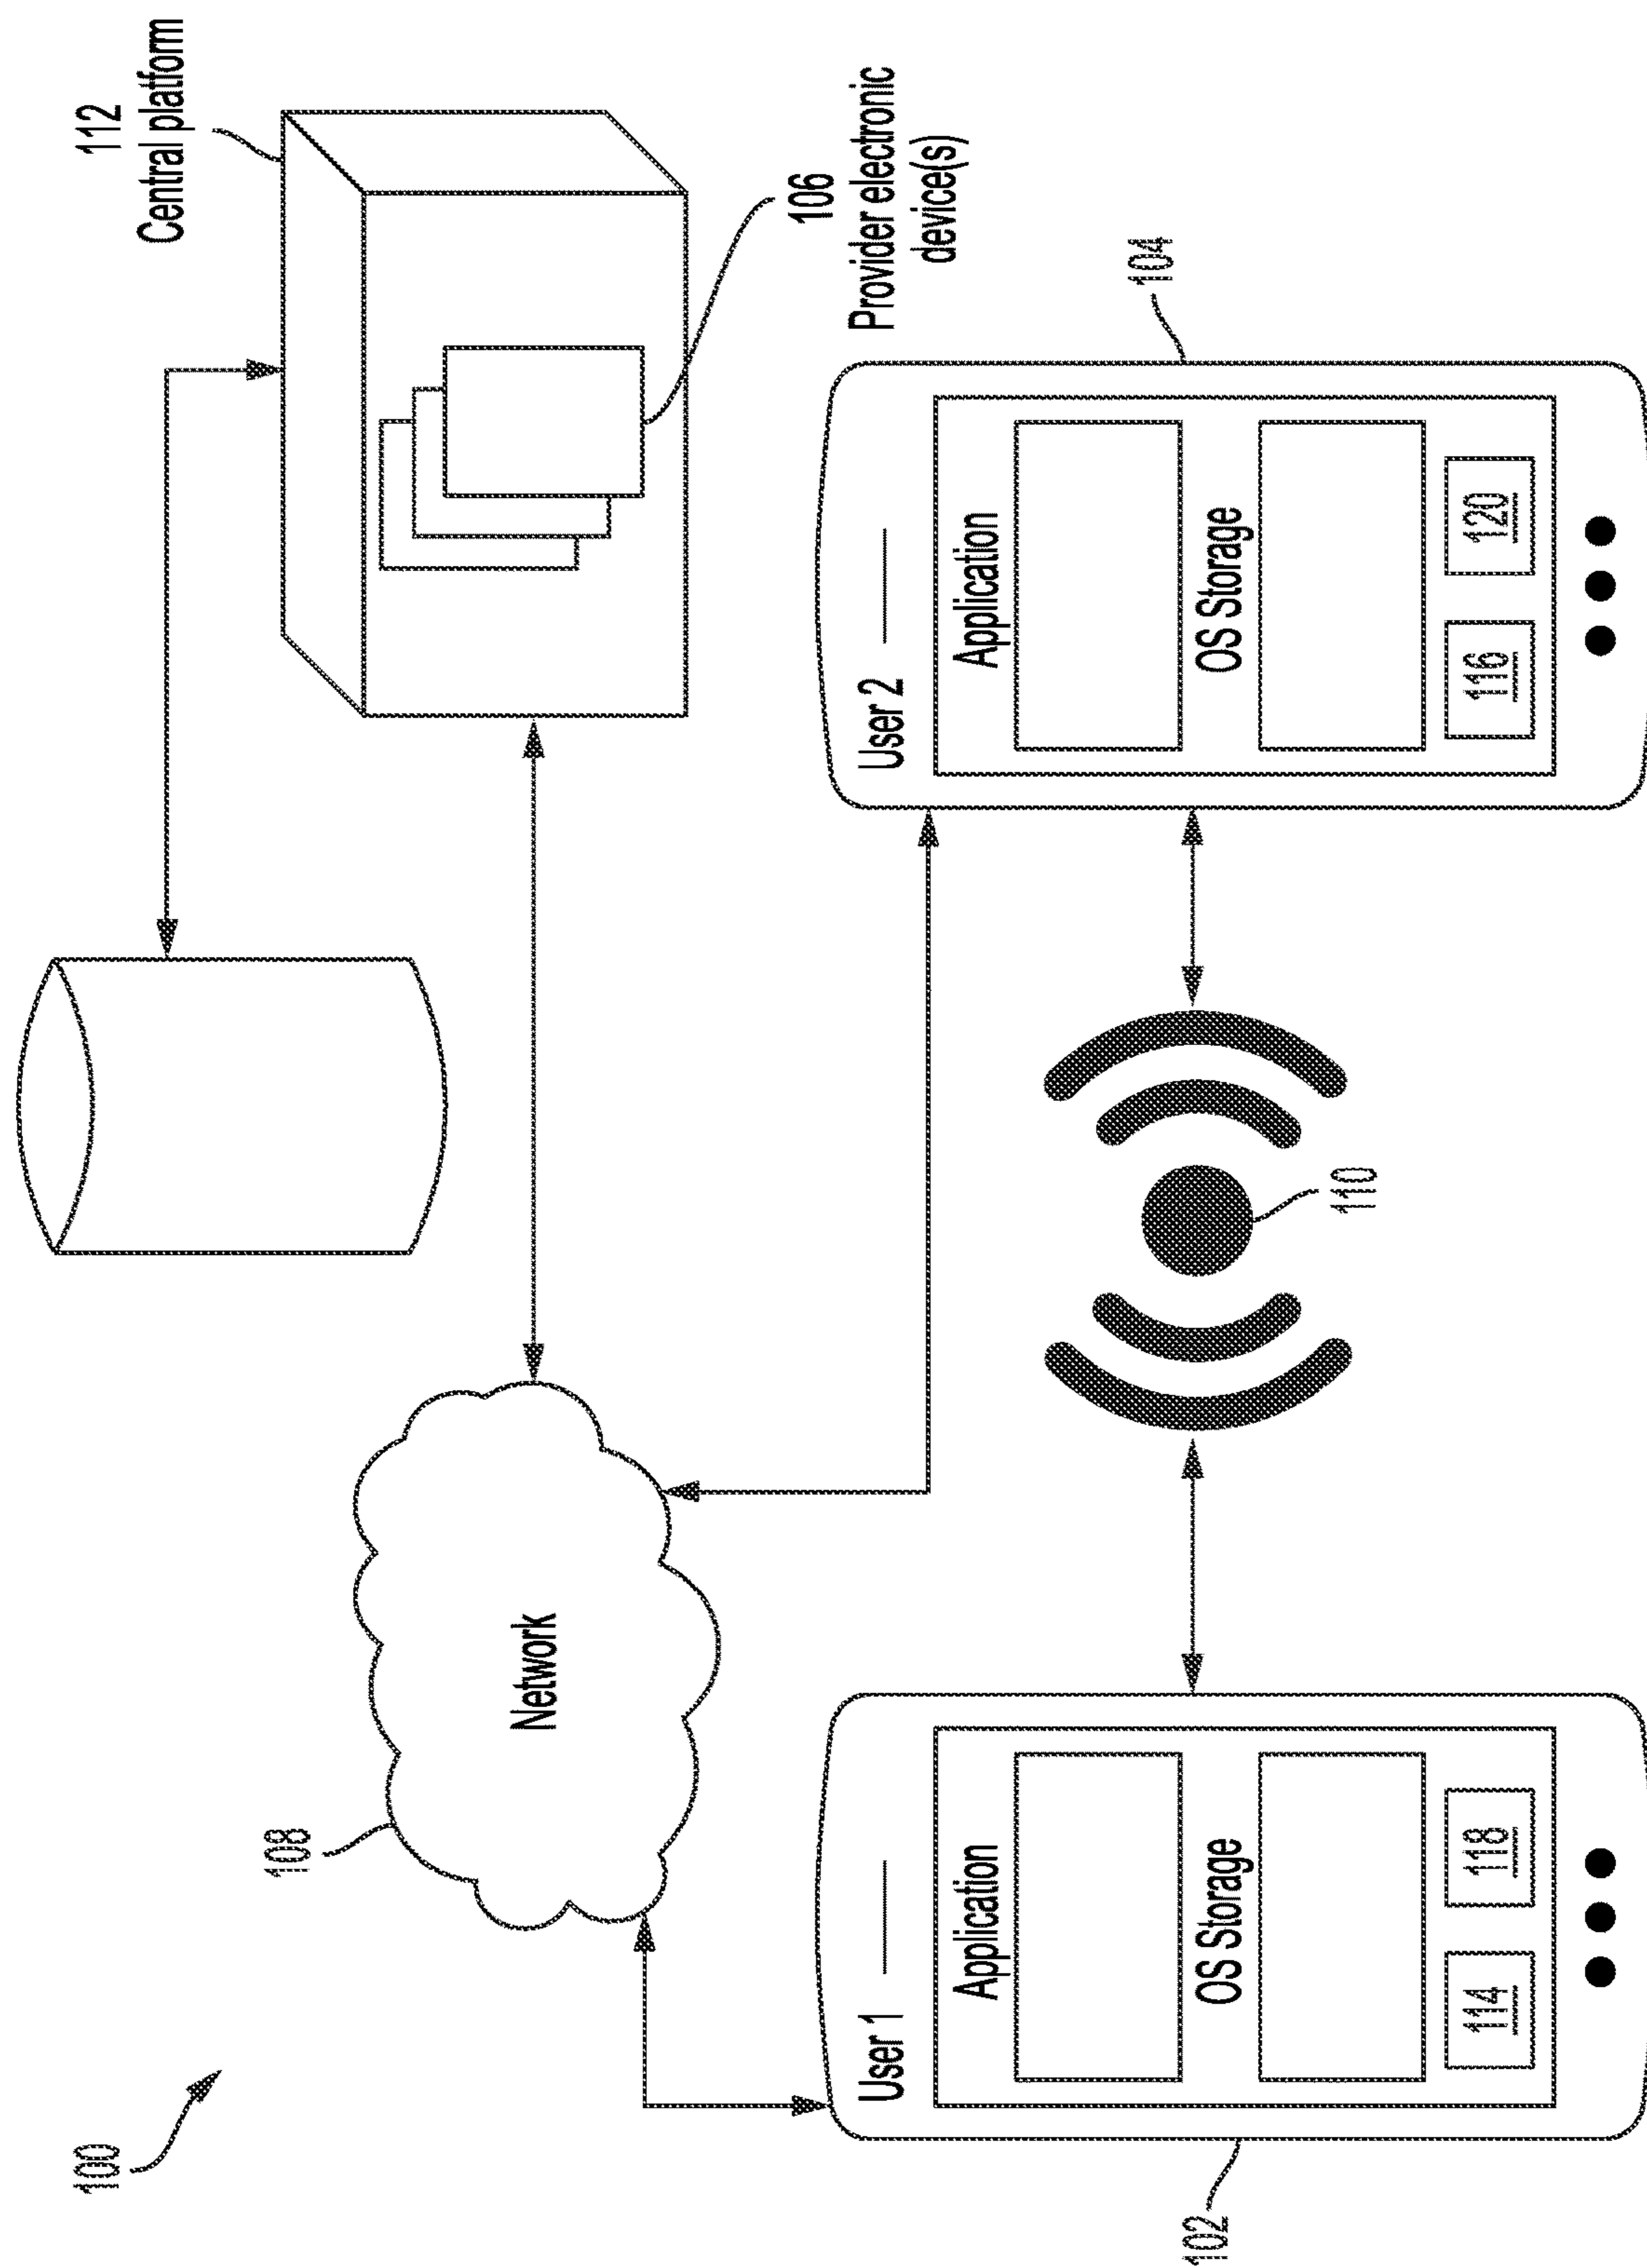 100
112
Central platform
108
Network
106
Provider electronic
device(s)
102
User 1
Application
OS Storage
114
118
110
104
User 2
Application
OS Storage
116
120